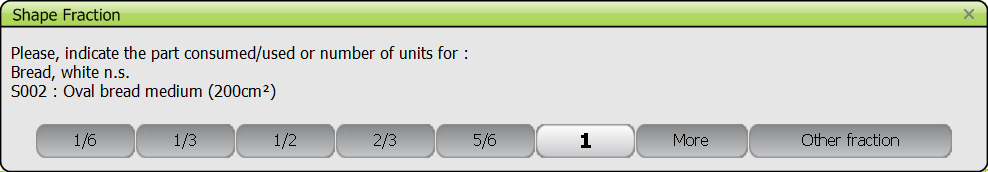 Shape Fraction
Please, indicate the part consumed/used or number of units for :
Bread, white n.s.
S002 : Oval bread medium (200cm²)
1/6 1/3 1/2 2/3 5/6 1 More Other fraction